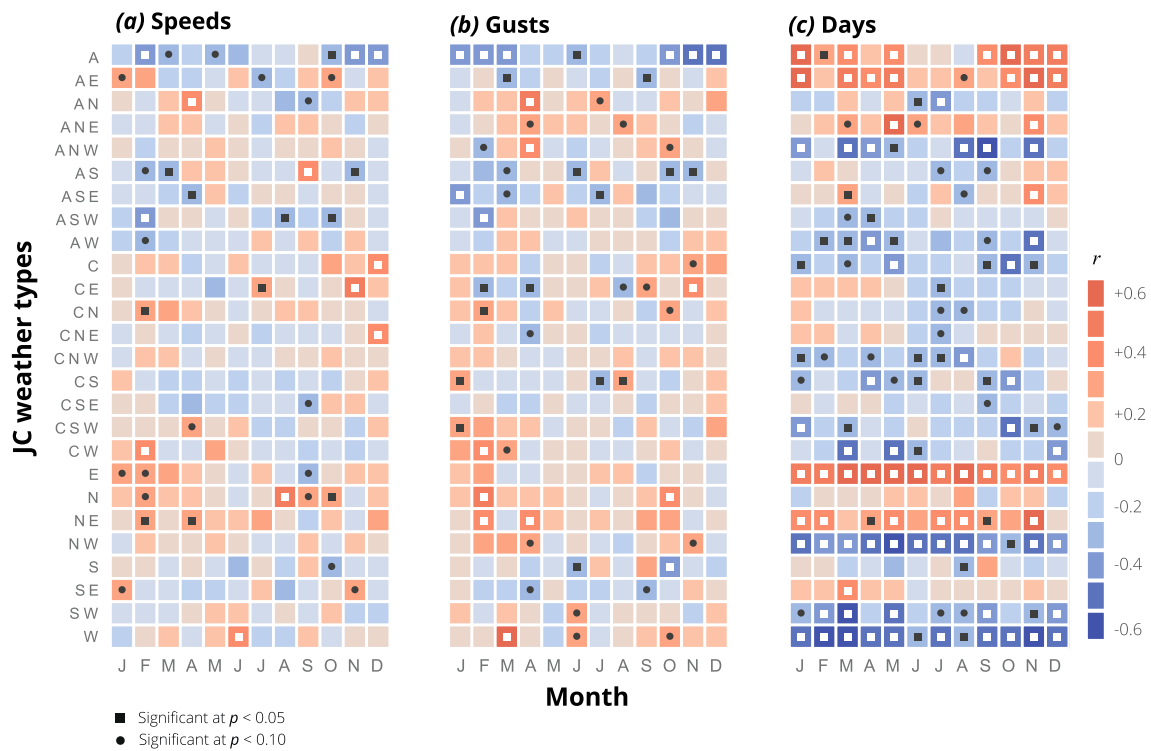 (a) Speeds
(b) Gusts
(c) Days
JC weather types
A
AE
AN
ANE
ANW
AS
ASE
ASW
AW
C
CE
CN
CNE
CNW
CS
CSE
CSW
CW
E
N
NE
NW
S
SE
SW
W
J F M A M J J A S O N D
J F M A M J J A S O N D
J F M A M J J A S O N D
Month
r
+0.6
+0.4
+0.2
0
-0.2
-0.4
-0.6
Significant at p < 0.05
Significant at p < 0.10